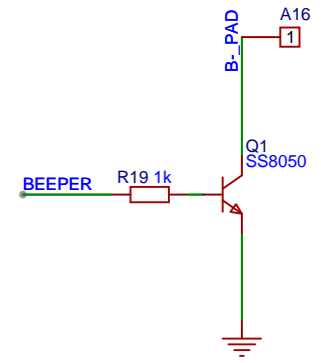 A16
1
B-_PAD
Q1
SS8050
R19 1k
BEEPER